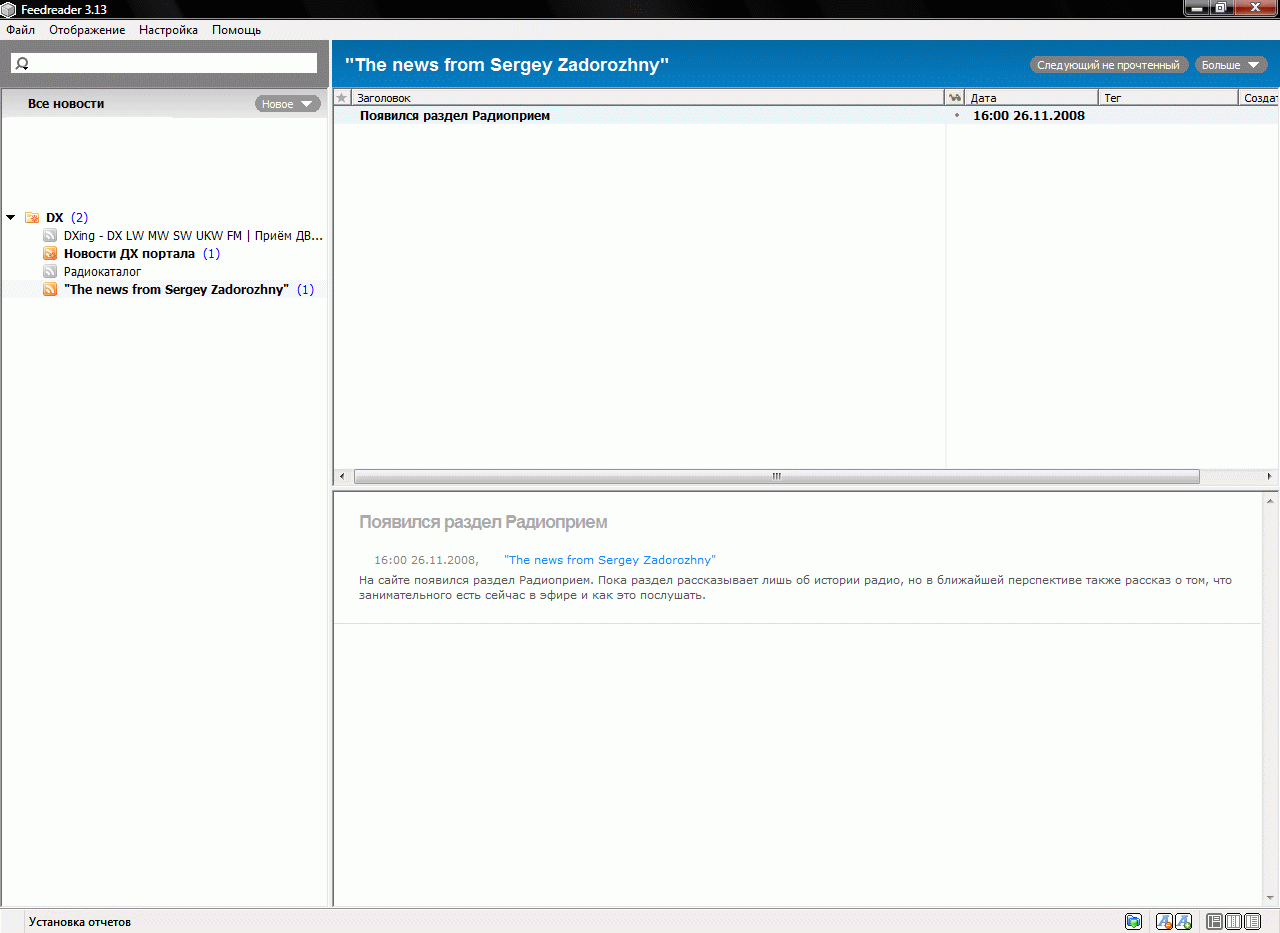 Feedreader 3.13
Файл Отображение Настройка Помощь
"The news from Sergey Zadorozhny"
Следующий не прочтенный Больше
Все новости Новое
Заголовок Дата Тег Создат
Появился раздел Радиоприем 16:00 26.11.2008
DX (2)
DXing - DX LW MW SW UKW FM | Приём ДВ...
Новости ДХ портала (1)
Радиокаталог
"The news from Sergey Zadorozhny" (1)
Появился раздел Радиоприем
16:00 26.11.2008, "The news from Sergey Zadorozhny"
На сайте появился раздел Радиоприем. Пока раздел рассказывает лишь об истории радио, но в ближайшей перспективе также рассказ о том, что
занимательного есть сейчас в эфире и как это послушать.
Установка отчетов